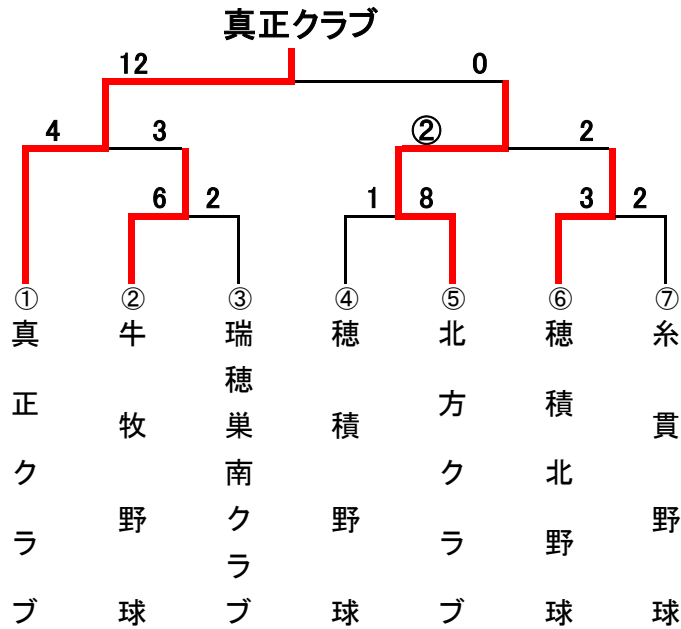 真正クラブ
12 0
4 3 ② 2
6 2 1 8 3 2
① ② ③ ④ ⑤ ⑥ ⑦
真正クラブ
牛牧野球
瑞穂巣南クラブ
穂積野球
北方クラブ
穂積北野球
糸貫野球